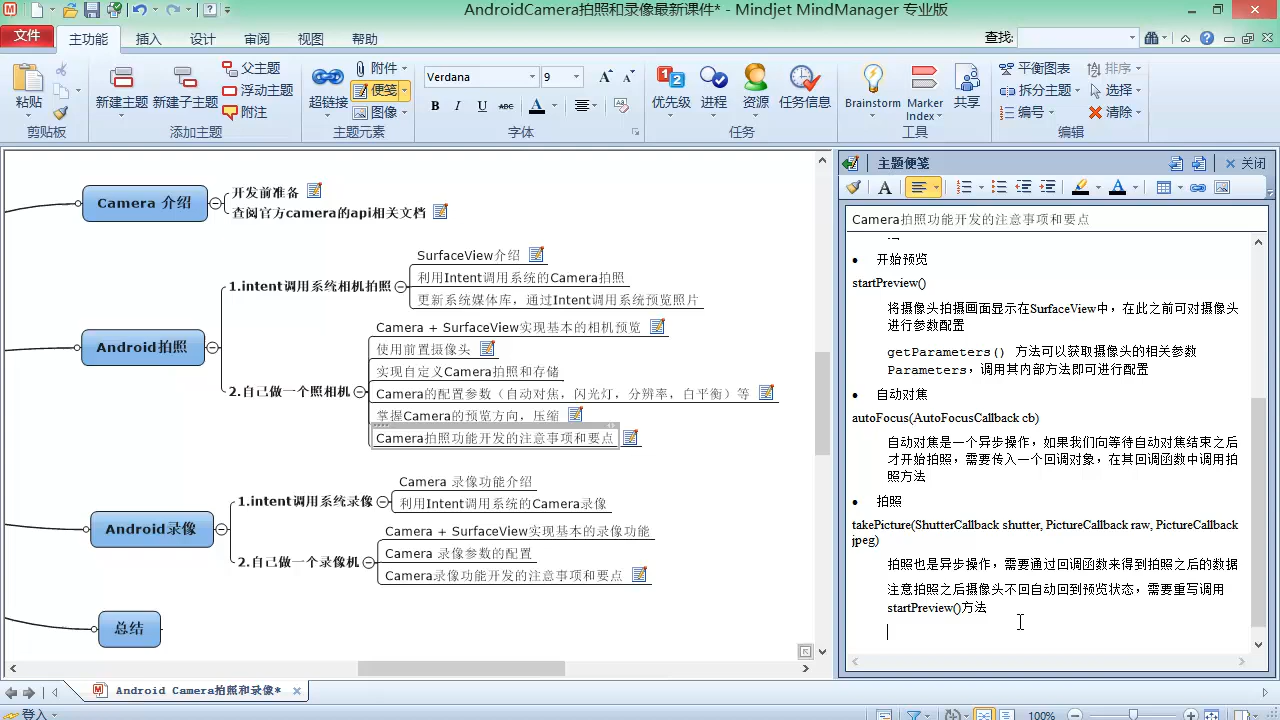 AndroidCamera拍照和录像最新课件* - Mindjet MindManager 专业版
文件
主功能
插入
设计
审阅
视图
帮助
查找:
粘贴
剪贴板
新建主题
新建子主题
父主题
浮动主题
附注
添加主题
超链接
附件
便笺
图像
主题元素
Verdana
9
B I U ABC A
字体
优先级
进程
资源
任务信息
任务
Brainstorm
Marker
Index
共享
工具
平衡图表
拆分主题
编号
排序
选择
清除
编辑
Camera 介绍
开发前准备
查阅官方camera的api相关文档
Android拍照
1.intent调用系统相机拍照
SurfaceView介绍
利用Intent调用系统的Camera拍照
更新系统媒体库，通过Intent调用系统预览照片
2.自己做一个照相机
Camera + SurfaceView实现基本的相机预览
使用前置摄像头
实现自定义Camera拍照和存储
Camera的配置参数（自动对焦，闪光灯，分辨率，白平衡）等
掌握Camera的预览方向，压缩
Camera拍照功能开发的注意事项和要点
Android录像
1.intent调用系统录像
Camera 录像功能介绍
利用Intent调用系统的Camera录像
2.自己做一个录像机
Camera + SurfaceView实现基本的录像功能
Camera 录像参数的配置
Camera录像功能开发的注意事项和要点
总结
主题便笺
关闭
Camera拍照功能开发的注意事项和要点
• 开始预览
startPreview()
将摄像头拍摄画面显示在SurfaceView中，在此之前可对摄像头
进行参数配置
getParameters() 方法可以获取摄像头的相关参数
Parameters，调用其内部方法即可进行配置
• 自动对焦
autoFocus(AutoFocusCallback cb)
自动对焦是一个异步操作，如果我们向等待自动对焦结束之后
才开始拍照，需要传入一个回调对象，在其回调函数中调用拍
照方法
• 拍照
takePicture(ShutterCallback shutter, PictureCallback raw, PictureCallback
jpeg)
拍照也是异步操作，需要通过回调函数来得到拍照之后的数据
注意拍照之后摄像头不回自动回到预览状态，需要重写调用
startPreview()方法
Android Camera拍照和录像*
登入
100%